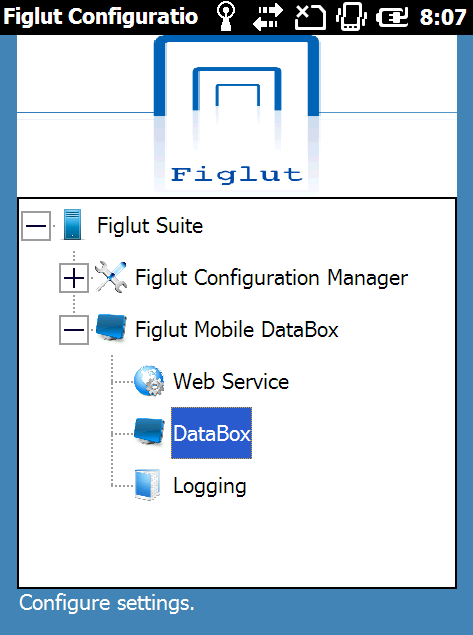 Figlut Configuratio 8:07
Figlut
Figlut Suite
Figlut Configuration Manager
Figlut Mobile DataBox
Web Service
DataBox
Logging
Configure settings.